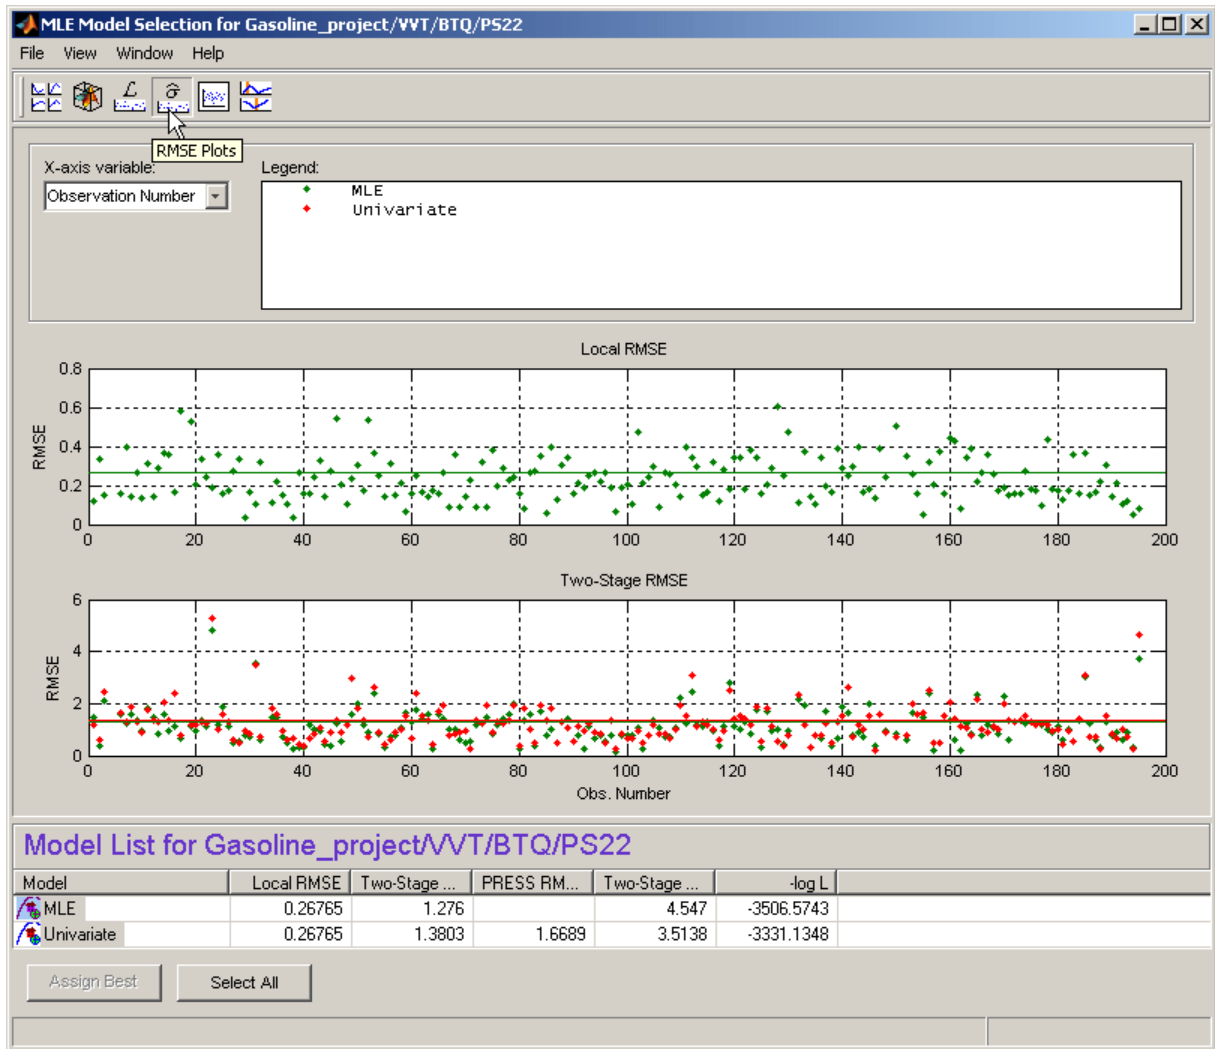 MLE Model Selection for Gasoline_project/VVT/BTQ/PS22
File View Window Help
RMSE Plots
X-axis variable:
Observation Number
Legend:
MLE
Univariate
Local RMSE
RMSE
0.8
0.6
0.4
0.2
0
0 20 40 60 80 100 120 140 160 180 200
Two-Stage RMSE
RMSE
6
4
2
0
0 20 40 60 80 100 120 140 160 180 200
Obs. Number
Model List for Gasoline_project/VVT/BTQ/PS22
Model Local RMSE Two-Stage ... PRESS RM... Two-Stage ... -log L
MLE 0.26765 1.276 4.547 -3506.5743
Univariate 0.26765 1.3803 1.6689 3.5138 -3331.1348
Assign Best Select All